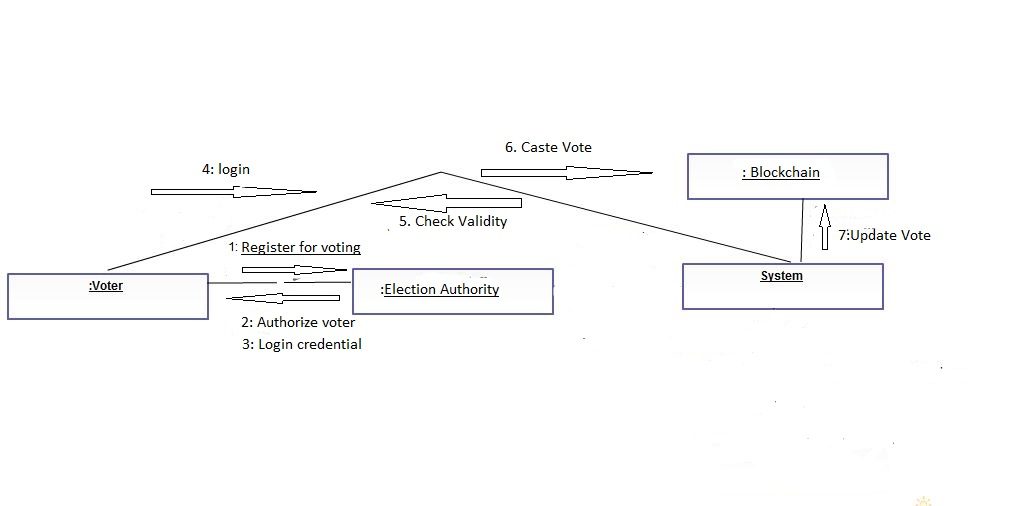 6. Caste Vote
4: login
: Blockchain
5. Check Validity
7:Update Vote
1: Register for voting
:Voter
:Election Authority
System
2: Authorize voter
3: Login credential